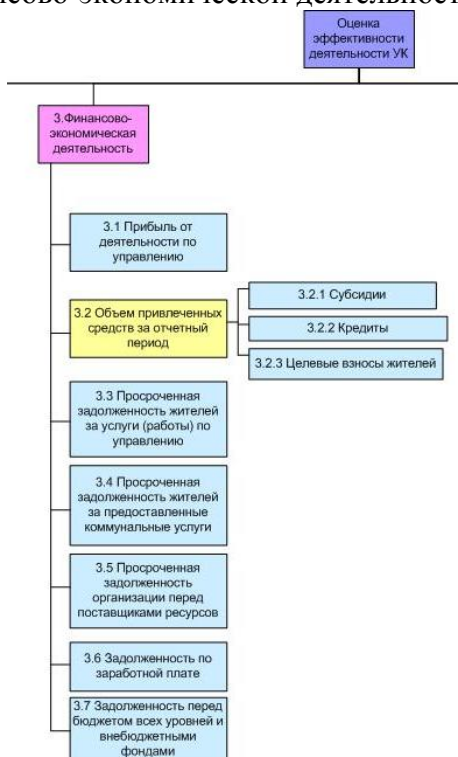 Оценка
эффективности
деятельности УК
3.Финансово-
экономическая
деятельность
3.1 Прибыль от
деятельности по
управлению
3.2 Объем привлеченных
средств за отчетный
период
3.2.1 Субсидии
3.2.2 Кредиты
3.2.3 Целевые взносы жителей
3.3 Просроченная
задолженность жителей
за услуги (работы) по
управлению
3.4 Просроченная
задолженность жителей
за предоставленные
коммунальные услуги
3.5 Просроченная
задолженность
организации перед
поставщиками ресурсов
3.6 Задолженность по
заработной плате
3.7 Задолженность перед
бюджетом всех уровней и
внебюджетными
фондами